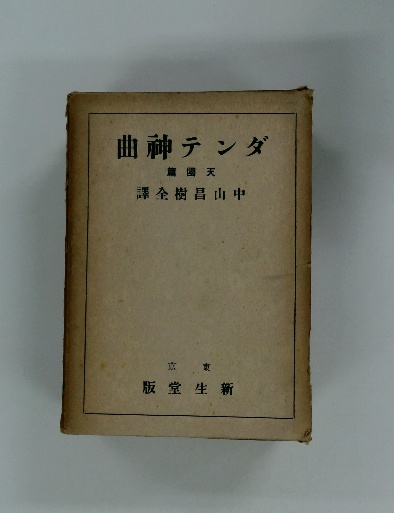 ダンテ神曲
天國篇
中山昌樹全譯
東京
新生堂版